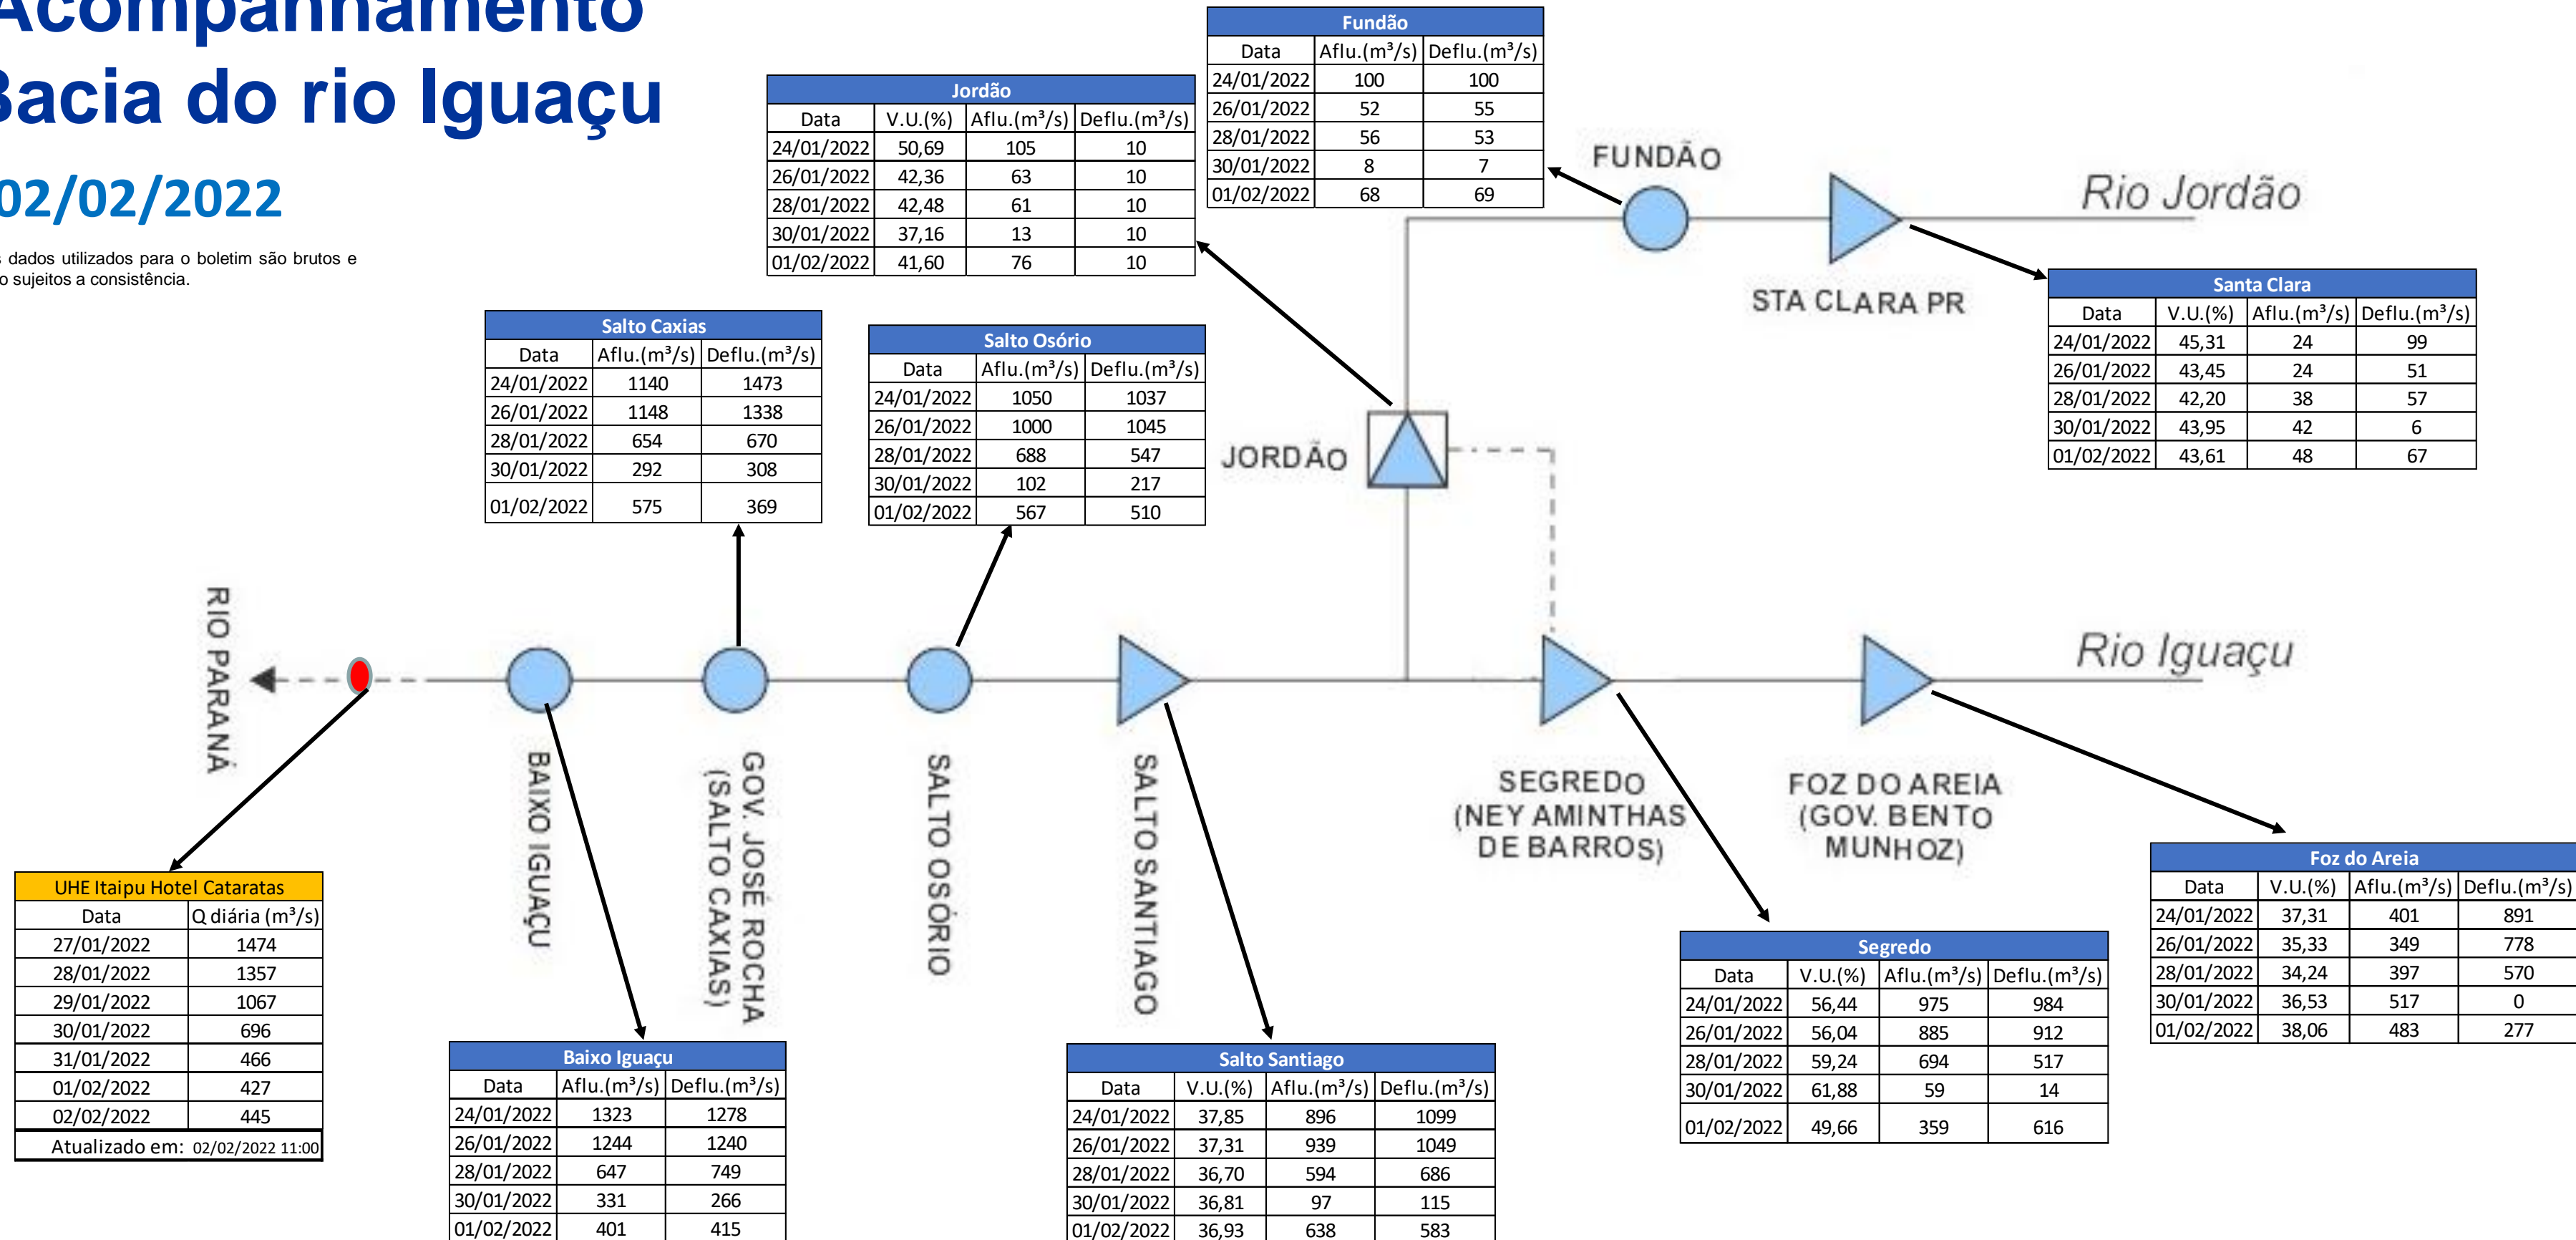 Acompanhamento
Bacia do rio Iguaçu
02/02/2022
s dados utilizados para o boletim são brutos e
o sujeitos a consistência.
Fundão
Data Aflu.(m³/s) Deflu.(m³/s)
24/01/2022 100 100
26/01/2022 52 55
28/01/2022 56 53
30/01/2022 8 7
01/02/2022 68 69
Jordão
Data V.U.(%) Aflu.(m³/s) Deflu.(m³/s)
24/01/2022 50,69 105 10
26/01/2022 42,36 63 10
28/01/2022 42,48 61 10
30/01/2022 37,16 13 10
01/02/2022 41,60 76 10
FUNDÃO
Rio Jordão
STA CLARA PR
Santa Clara
Data V.U.(%) Aflu.(m³/s) Deflu.(m³/s)
24/01/2022 45,31 24 99
26/01/2022 43,45 24 51
28/01/2022 42,20 38 57
30/01/2022 43,95 42 6
01/02/2022 43,61 48 67
Salto Caxias
Data Aflu.(m³/s) Deflu.(m³/s)
24/01/2022 1140 1473
26/01/2022 1148 1338
28/01/2022 654 670
30/01/2022 292 308
01/02/2022 575 369
Salto Osório
Data Aflu.(m³/s) Deflu.(m³/s)
24/01/2022 1050 1037
26/01/2022 1000 1045
28/01/2022 688 547
30/01/2022 102 217
01/02/2022 567 510
JORDÃO
RIO PARANÁ
Rio Iguaçu
BAIXO IGUAÇU
GOV. JOSÉ ROCHA
(SALTO CAXIAS)
SALTO OSÓRIO
SALTO SANTIAGO
SEGREDO
(NEY AMINTHAS
DE BARROS)
FOZ DO AREIA
(GOV. BENTO
MUNHOZ)
UHE Itaipu Hotel Cataratas
Data Q diária (m³/s)
27/01/2022 1474
28/01/2022 1357
29/01/2022 1067
30/01/2022 696
31/01/2022 466
01/02/2022 427
02/02/2022 445
Atualizado em: 02/02/2022 11:00
Baixo Iguaçu
Data Aflu.(m³/s) Deflu.(m³/s)
24/01/2022 1323 1278
26/01/2022 1244 1240
28/01/2022 647 749
30/01/2022 331 266
01/02/2022 401 415
Salto Santiago
Data V.U.(%) Aflu.(m³/s) Deflu.(m³/s)
24/01/2022 37,85 896 1099
26/01/2022 37,31 939 1049
28/01/2022 36,70 594 686
30/01/2022 36,81 97 115
01/02/2022 36,93 638 583
Segredo
Data V.U.(%) Aflu.(m³/s) Deflu.(m³/s)
24/01/2022 56,44 975 984
26/01/2022 56,04 885 912
28/01/2022 59,24 694 517
30/01/2022 61,88 59 14
01/02/2022 49,66 359 616
Foz do Areia
Data V.U.(%) Aflu.(m³/s) Deflu.(m³/s)
24/01/2022 37,31 401 891
26/01/2022 35,33 349 778
28/01/2022 34,24 397 570
30/01/2022 36,53 517 0
01/02/2022 38,06 483 277